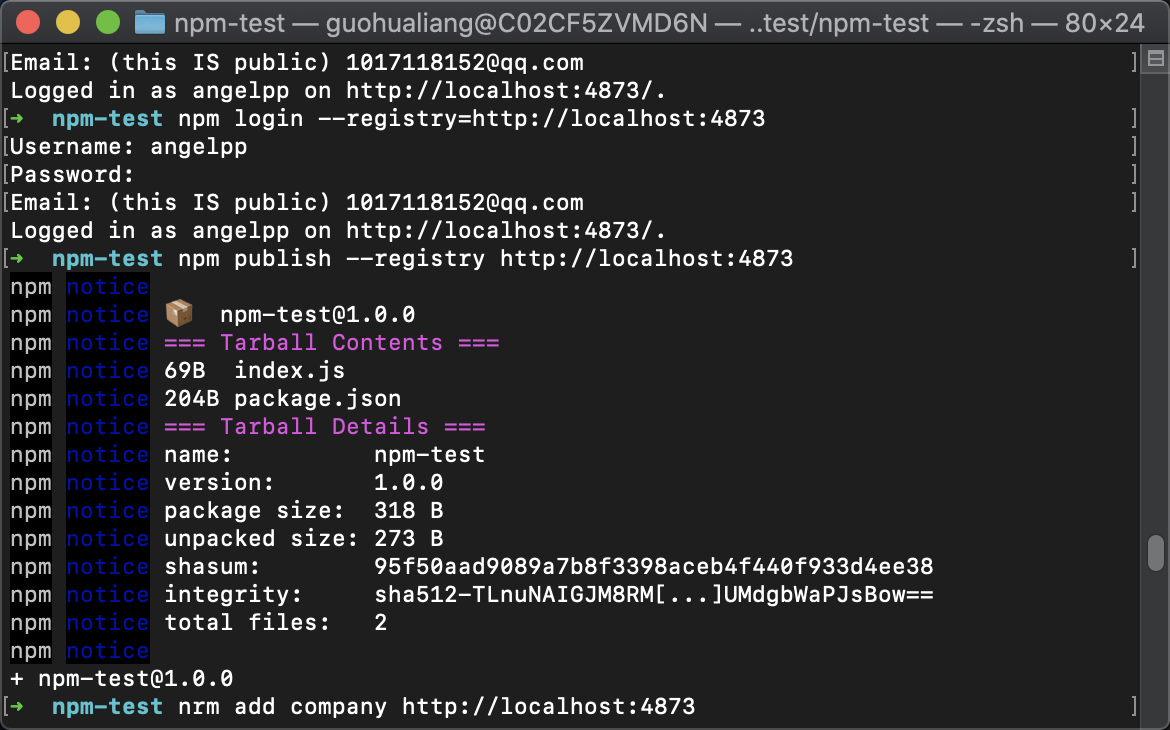 npm-test — guohualiang@C02CF5ZVMD6N — ..test/npm-test — -zsh — 80×24
[Email: (this IS public) 1017118152@qq.com ]
Logged in as angelpp on http://localhost:4873/.
[➜  npm-test npm login --registry=http://localhost:4873 ]
[Username: angelpp ]
[Password: ]
[Email: (this IS public) 1017118152@qq.com ]
Logged in as angelpp on http://localhost:4873/.
[➜  npm-test npm publish --registry http://localhost:4873 ]
npm notice
npm notice 📦  npm-test@1.0.0
npm notice === Tarball Contents ===
npm notice 69B  index.js
npm notice 204B package.json
npm notice === Tarball Details ===
npm notice name:          npm-test
npm notice version:       1.0.0
npm notice package size:  318 B
npm notice unpacked size: 273 B
npm notice shasum:        95f50aad9089a7b8f3398aceb4f440f933d4ee38
npm notice integrity:     sha512-TLnuNAIGJM8RM[...]UMdgbWaPJsBow==
npm notice total files:   2
npm notice
+ npm-test@1.0.0
[➜  npm-test nrm add company http://localhost:4873 ]